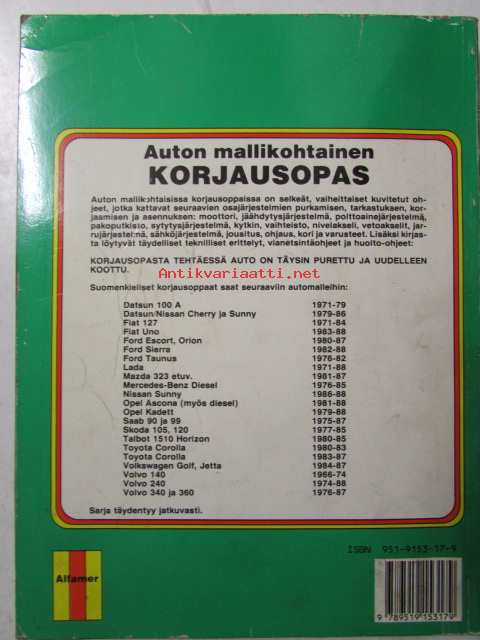 Auton mallikohtainen
KORJAUSOPAS
Auton mallikohtaisissa korjausoppaissa on selkeät, vaiheittaiset kuvitetut oh-
jeet, jotka kattavat seuraavien osajärjestelmien purkamisen, tarkastuksen, kor-
jaamisen ja asennuksen: moottori, jäähdytysjärjestelmä, polttoainejärjestelmä,
pakoputkisto, sytytysjärjestelmä, kytkin, vaihteisto, nivelakseli, vetoakselit, jar-
rujärjestelmä, sähköjärjestelmä, jousitus, ohjaus, kori ja varusteet. Lisäksi kirjas-
ta löytyvät täydelliset teknilliset erittelyt, vianetsintäohjeet ja huolto-ohjeet:
KORJAUSOPASTA TEHTÄESSÄ AUTO ON TÄYSIN PURETTU JA UUDELLEEN
KOOTTU.
Antikvariaatti.net
Suomenkieliset korjausoppaat saat seuraaviin automalleihin:
Datsun 100 A 1971-79
Datsun/Nissan Cherry ja Sunny 1979-86
Fiat 127 1971-84
Fiat Uno 1983-88
Ford Escort, Orion 1980-87
Ford Sierra 1982-88
Ford Taunus 1976-82
Lada 1971-88
Mazda 323 etuv. 1981-87
Mercedes-Benz Diesel 1976-85
Nissan Sunny 1986-88
Opel Ascona (myös diesel) 1981-88
Opel Kadett 1979-88
Saab 90 ja 99 1975-87
Skoda 105, 120 1977-85
Talbot 1510 Horizon 1980-85
Toyota Corolla 1980-83
Toyota Corolla 1983-87
Volkswagen Golf, Jetta 1984-87
Volvo 140 1966-74
Volvo 240 1974-88
Volvo 340 ja 360 1976-87
Sarja täydentyy jatkuvasti.
ISBN 951-9153-17-9
Alfamer
9 789519 153179